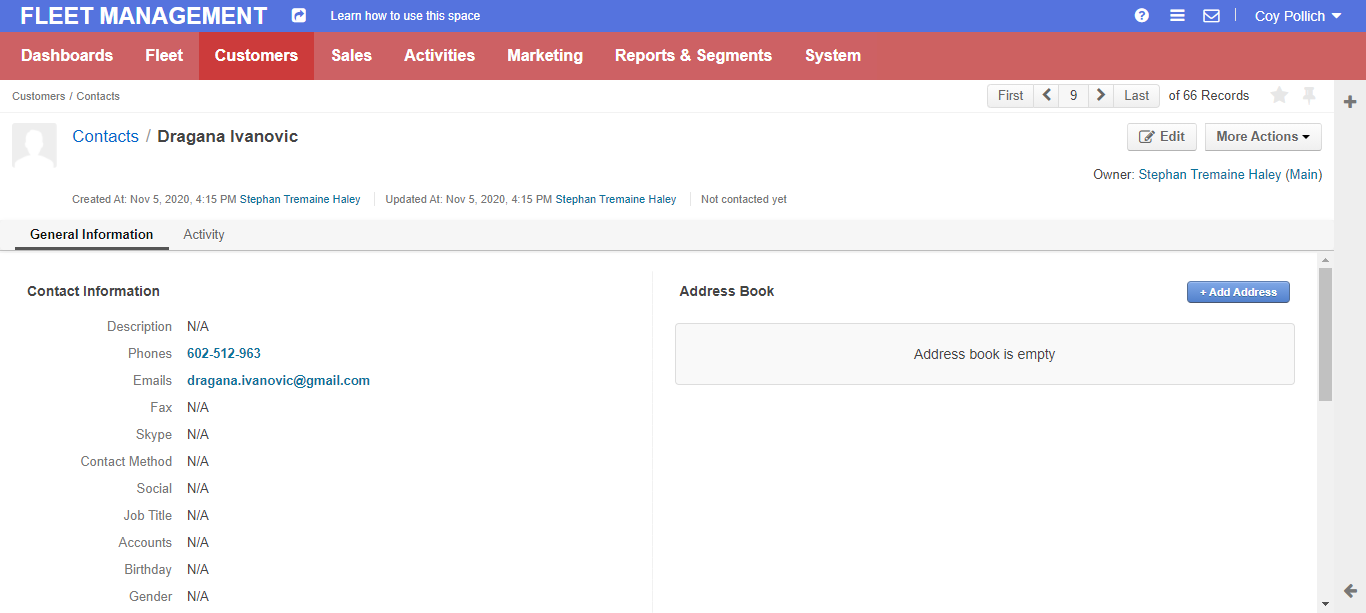 FLEET MANAGEMENT Learn how to use this space Coy Pollich
Dashboards Fleet Customers Sales Activities Marketing Reports & Segments System
Customers / Contacts First 9 Last of 66 Records
Contacts / Dragana Ivanovic Edit More Actions
Owner: Stephan Tremaine Haley (Main)
Created At: Nov 5, 2020, 4:15 PM Stephan Tremaine Haley Updated At: Nov 5, 2020, 4:15 PM Stephan Tremaine Haley Not contacted yet
General Information Activity
Contact Information
Description N/A
Phones 602-512-963
Emails dragana.ivanovic@gmail.com
Fax N/A
Skype N/A
Contact Method N/A
Social N/A
Job Title N/A
Accounts N/A
Birthday N/A
Gender N/A
Address Book + Add Address
Address book is empty